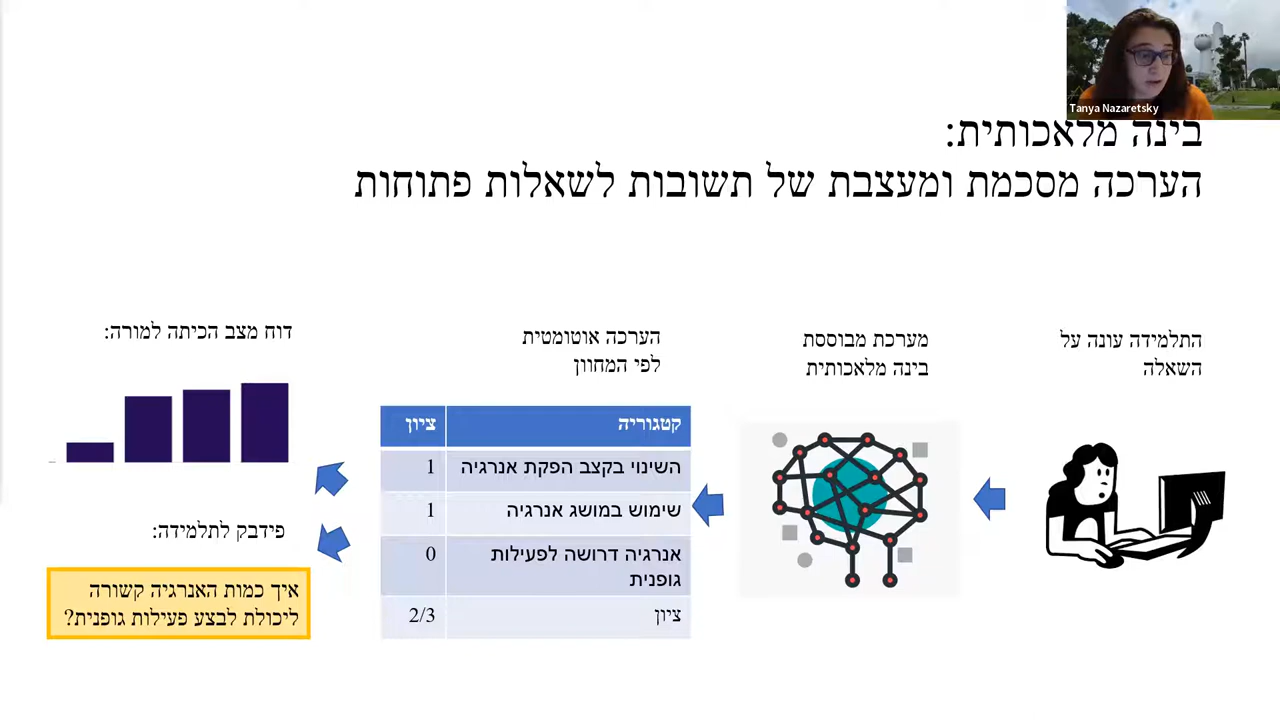 Tanya Nazaretsky
בינה מלאכותית:
הערכה מסכמת ומעצבת של תשובות לשאלות פתוחות
התלמידה עונה על
השאלה
מערכת מבוססת
בינה מלאכותית
הערכה אוטומטית
לפי המחוון
קטגוריה ציון
השינוי בקצב הפקת אנרגיה 1
שימוש במושג אנרגיה 1
אנרגיה דרושה לפעילות 0
גופנית
ציון 2/3
דוח מצב הכיתה למורה:
פידבק לתלמידה:
איך כמות האנרגיה קשורה
ליכולת לבצע פעילות גופנית?